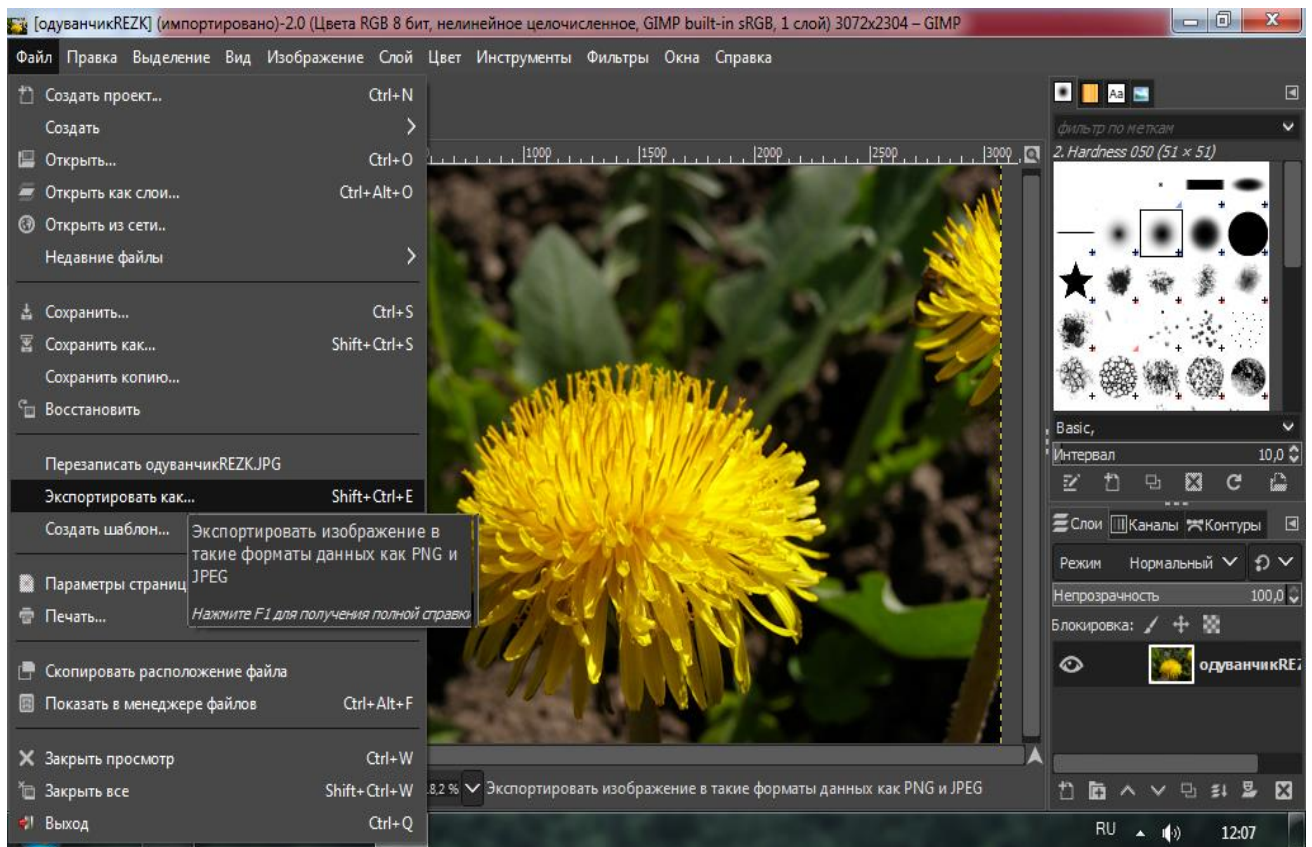 [одуванчикREZK] (импортировано)-2.0 (Цвета RGB 8 бит, нелинейное целочисленное, GIMP built-in sRGB, 1 слой) 3072x2304 – GIMP
Файл Правка Выделение Вид Изображение Слой Цвет Инструменты Фильтры Окна Справка
Создать проект... Ctrl+N
Создать
Открыть... Ctrl+O
Открыть как слои... Ctrl+Alt+O
Открыть из сети..
Недавние файлы
Сохранить... Ctrl+S
Сохранить как... Shift+Ctrl+S
Сохранить копию...
Восстановить
Перезаписать одуванчикREZK.JPG
Экспортировать как... Shift+Ctrl+E
Создать шаблон...
Экспортировать изображение в
такие форматы данных как PNG и
JPEG
Нажмите F1 для получения полной справки
Параметры страниц
Печать...
Скопировать расположение файла
Показать в менеджере файлов Ctrl+Alt+F
Закрыть просмотр Ctrl+W
Закрыть все Shift+Ctrl+W
Выход Ctrl+Q
1000 1500 2000 2500 3000
8,2 % Экспортировать изображение в такие форматы данных как PNG и JPEG
Aa
фильтр по меткам
2. Hardness 050 (51 × 51)
Basic,
Интервал 10,0
Слои Каналы Контуры
Режим Нормальный
Непрозрачность 100,0
Блокировка:
одуванчикREZ
RU 12:07